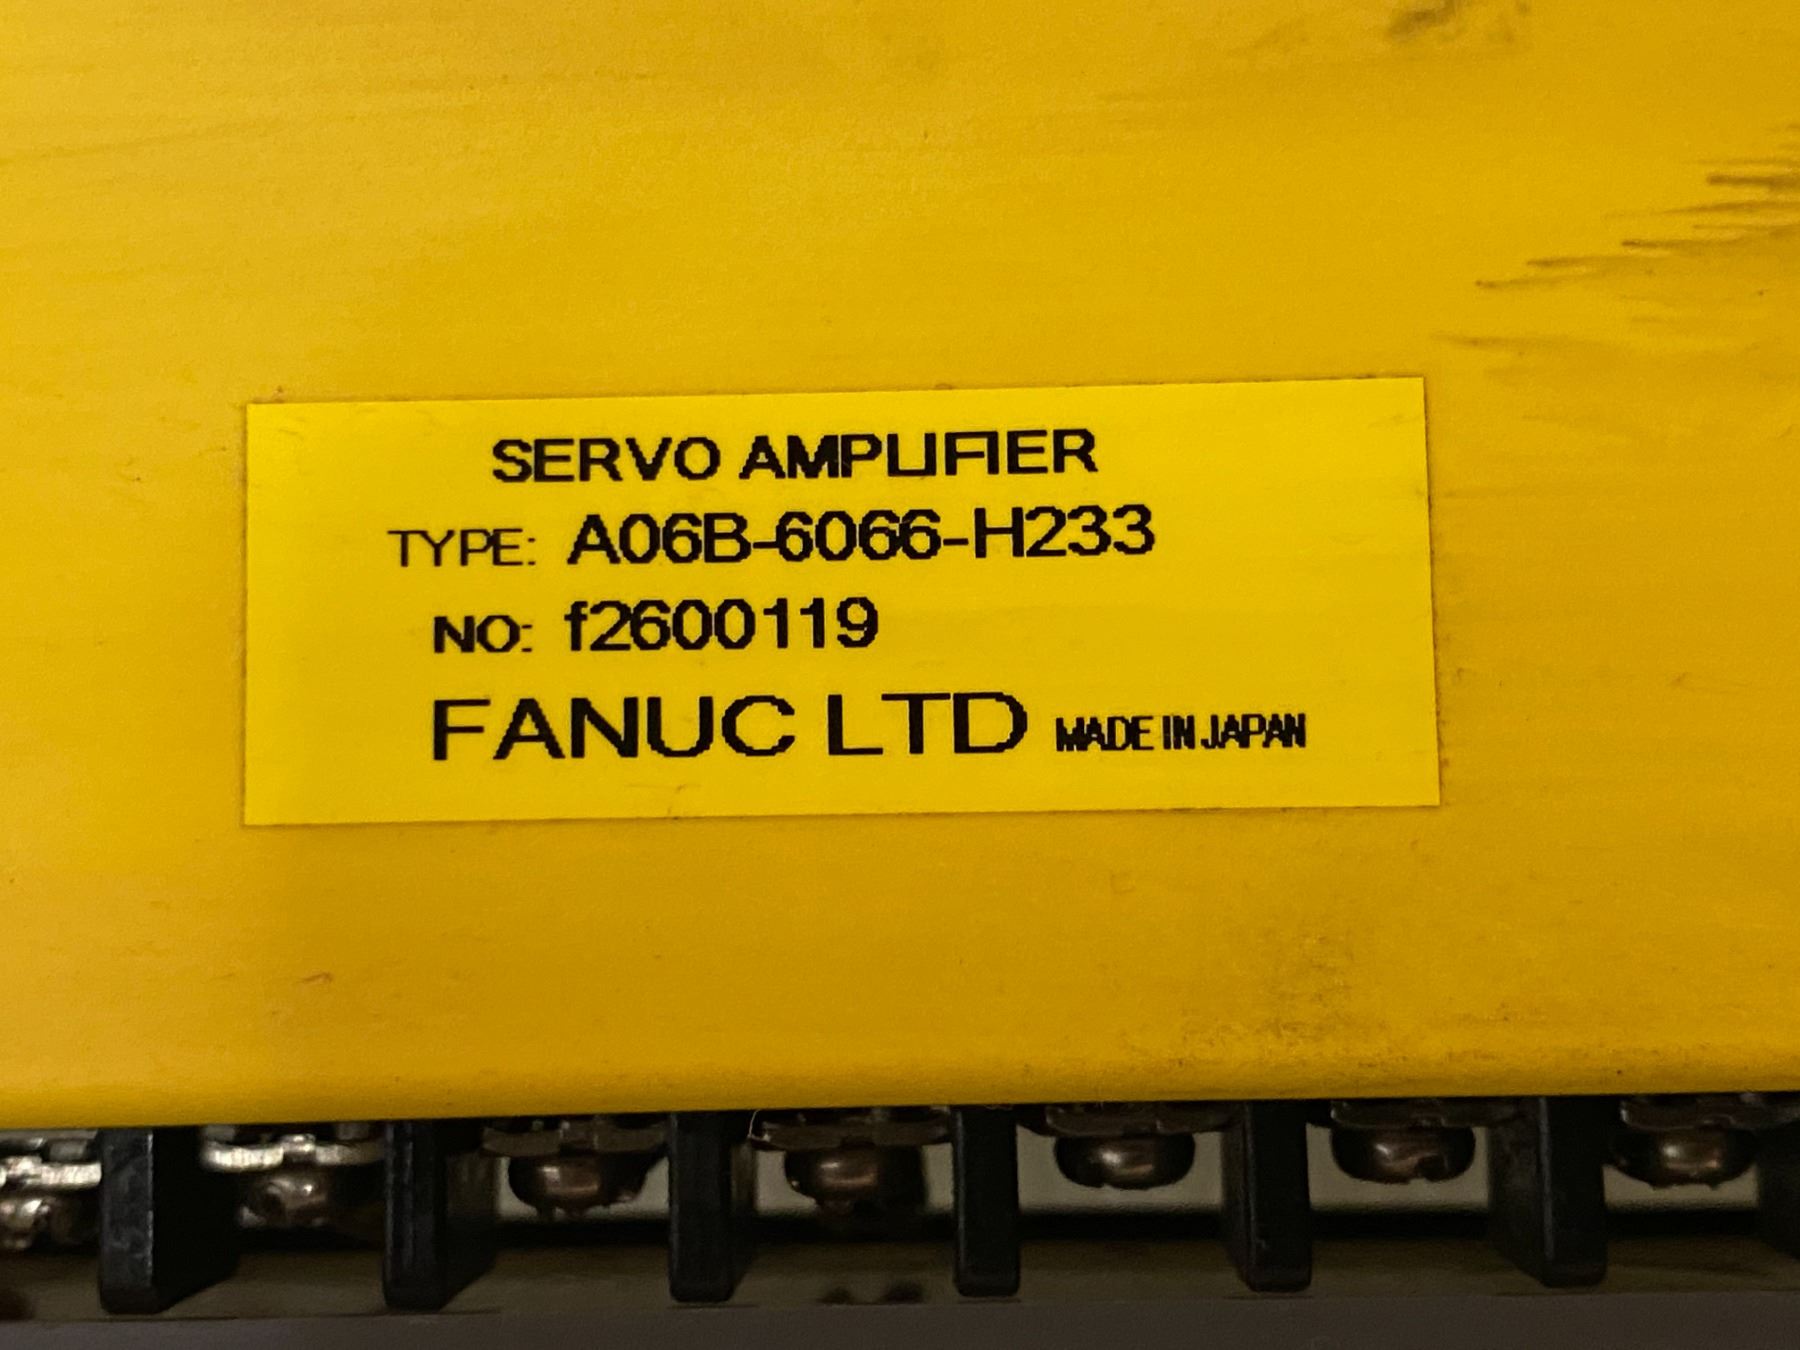 SERVO AMPLIFIER
TYPE: A06B-6066-H233
NO: f2600119
FANUC LTD MADE IN JAPAN